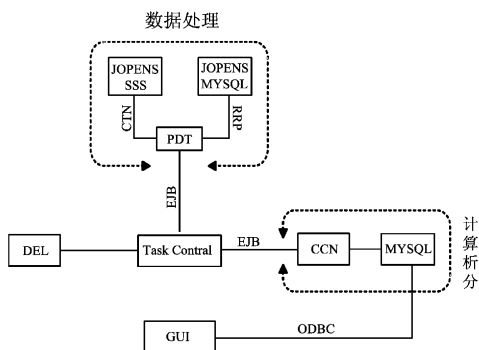 数据处理
JOPENS
SSS
JOPENS
MYSQL
CTN
RRP
PDT
EJB
DEL
Task Contral
EJB
CCN
MYSQL
计
算
析
分
GUI
ODBC